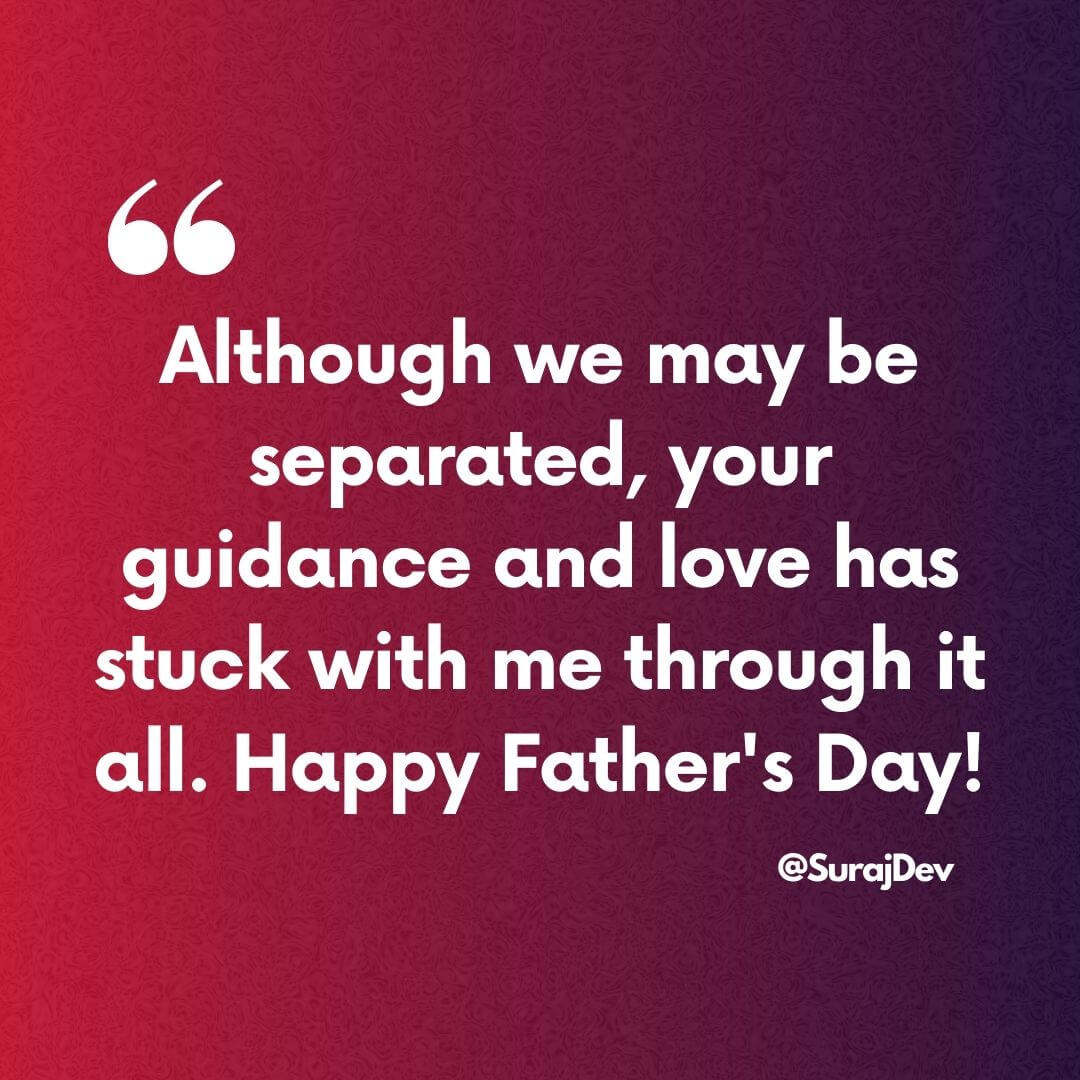 “
Although we may be
separated, your
guidance and love has
stuck with me through it
all. Happy Father's Day!
@SurajDev